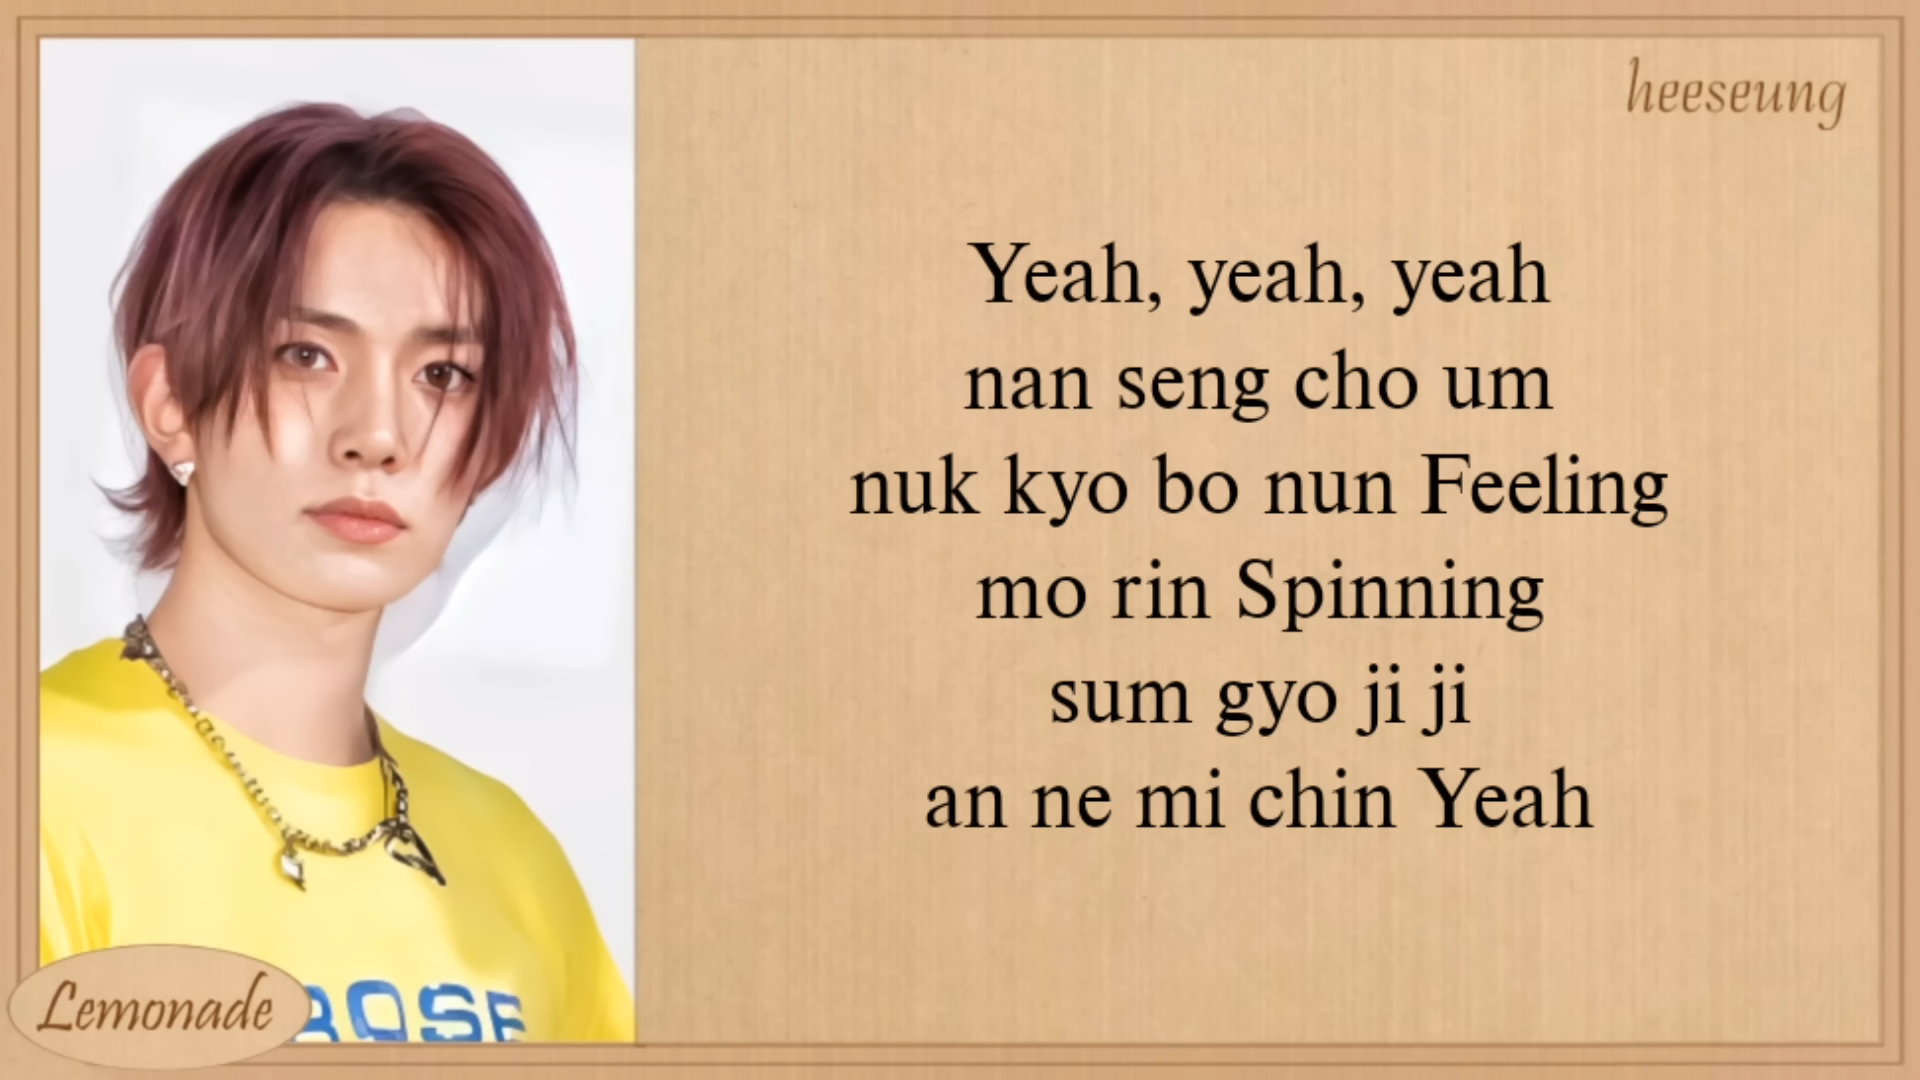 heeseung
Yeah, yeah, yeah
nan seng cho um
nuk kyo bo nun Feeling
mo rin Spinning
sum gyo ji ji
an ne mi chin Yeah
Lemonade